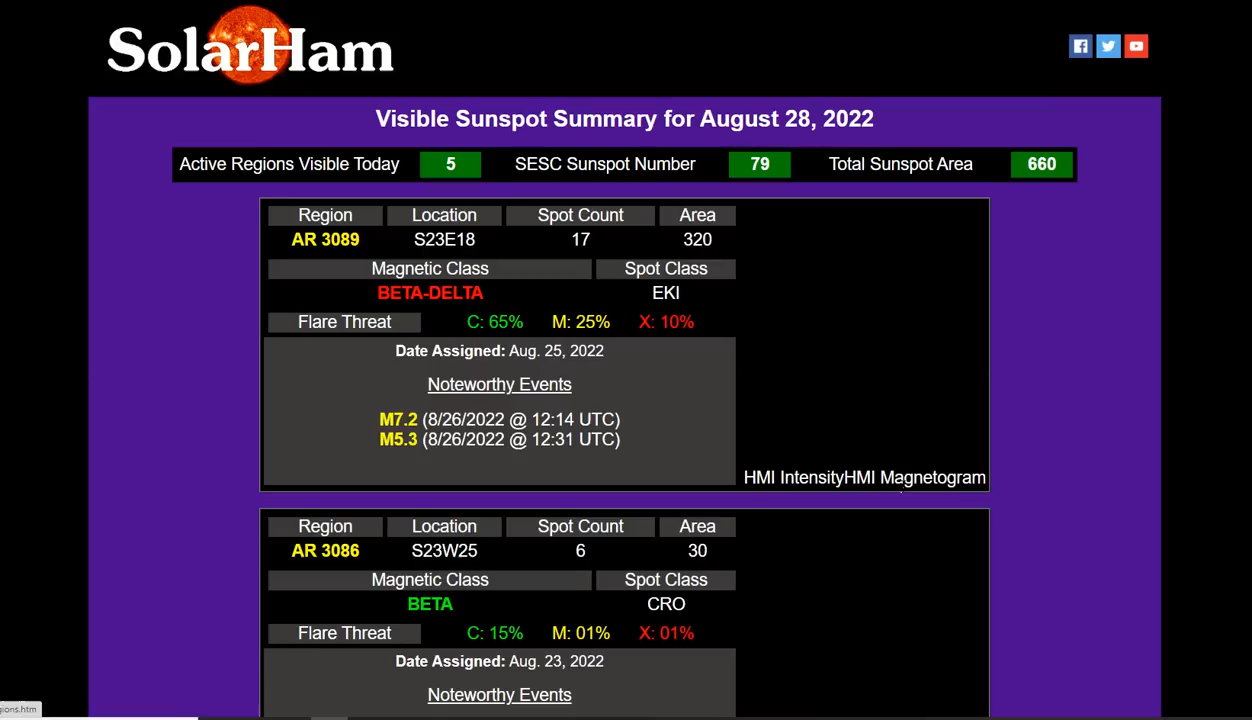 SolarHam
Visible Sunspot Summary for August 28, 2022
Active Regions Visible Today 5 SESC Sunspot Number 79 Total Sunspot Area 660
Region Location Spot Count Area
AR 3089 S23E18 17 320
Magnetic Class Spot Class
BETA-DELTA EKI
Flare Threat C: 65% M: 25% X: 10%
Date Assigned: Aug. 25, 2022
Noteworthy Events
M7.2 (8/26/2022 @ 12:14 UTC)
M5.3 (8/26/2022 @ 12:31 UTC)
HMI IntensityHMI Magnetogram
Region Location Spot Count Area
AR 3086 S23W25 6 30
Magnetic Class Spot Class
BETA CRO
Flare Threat C: 15% M: 01% X: 01%
Date Assigned: Aug. 23, 2022
Noteworthy Events
gions.htm